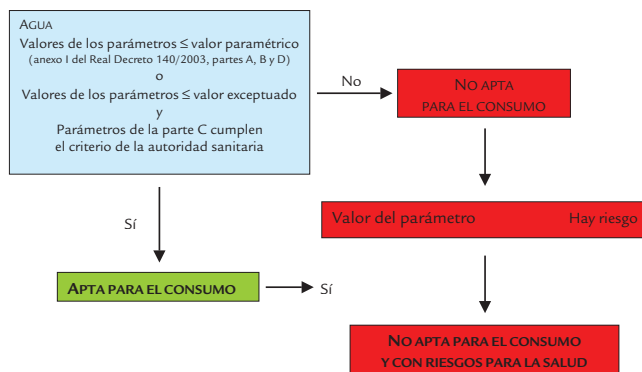 AGUA
Valores de los parámetros ≤ valor paramétrico
(anexo I del Real Decreto 140/2003, partes A, B y D)
o
Valores de los parámetros ≤ valor exceptuado
y
Parámetros de la parte C cumplen
el criterio de la autoridad sanitaria
No
NO APTA
PARA EL CONSUMO
Valor del parámetro Hay riesgo
Sí
APTA PARA EL CONSUMO
Sí
NO APTA PARA EL CONSUMO
Y CON RIESGOS PARA LA SALUD